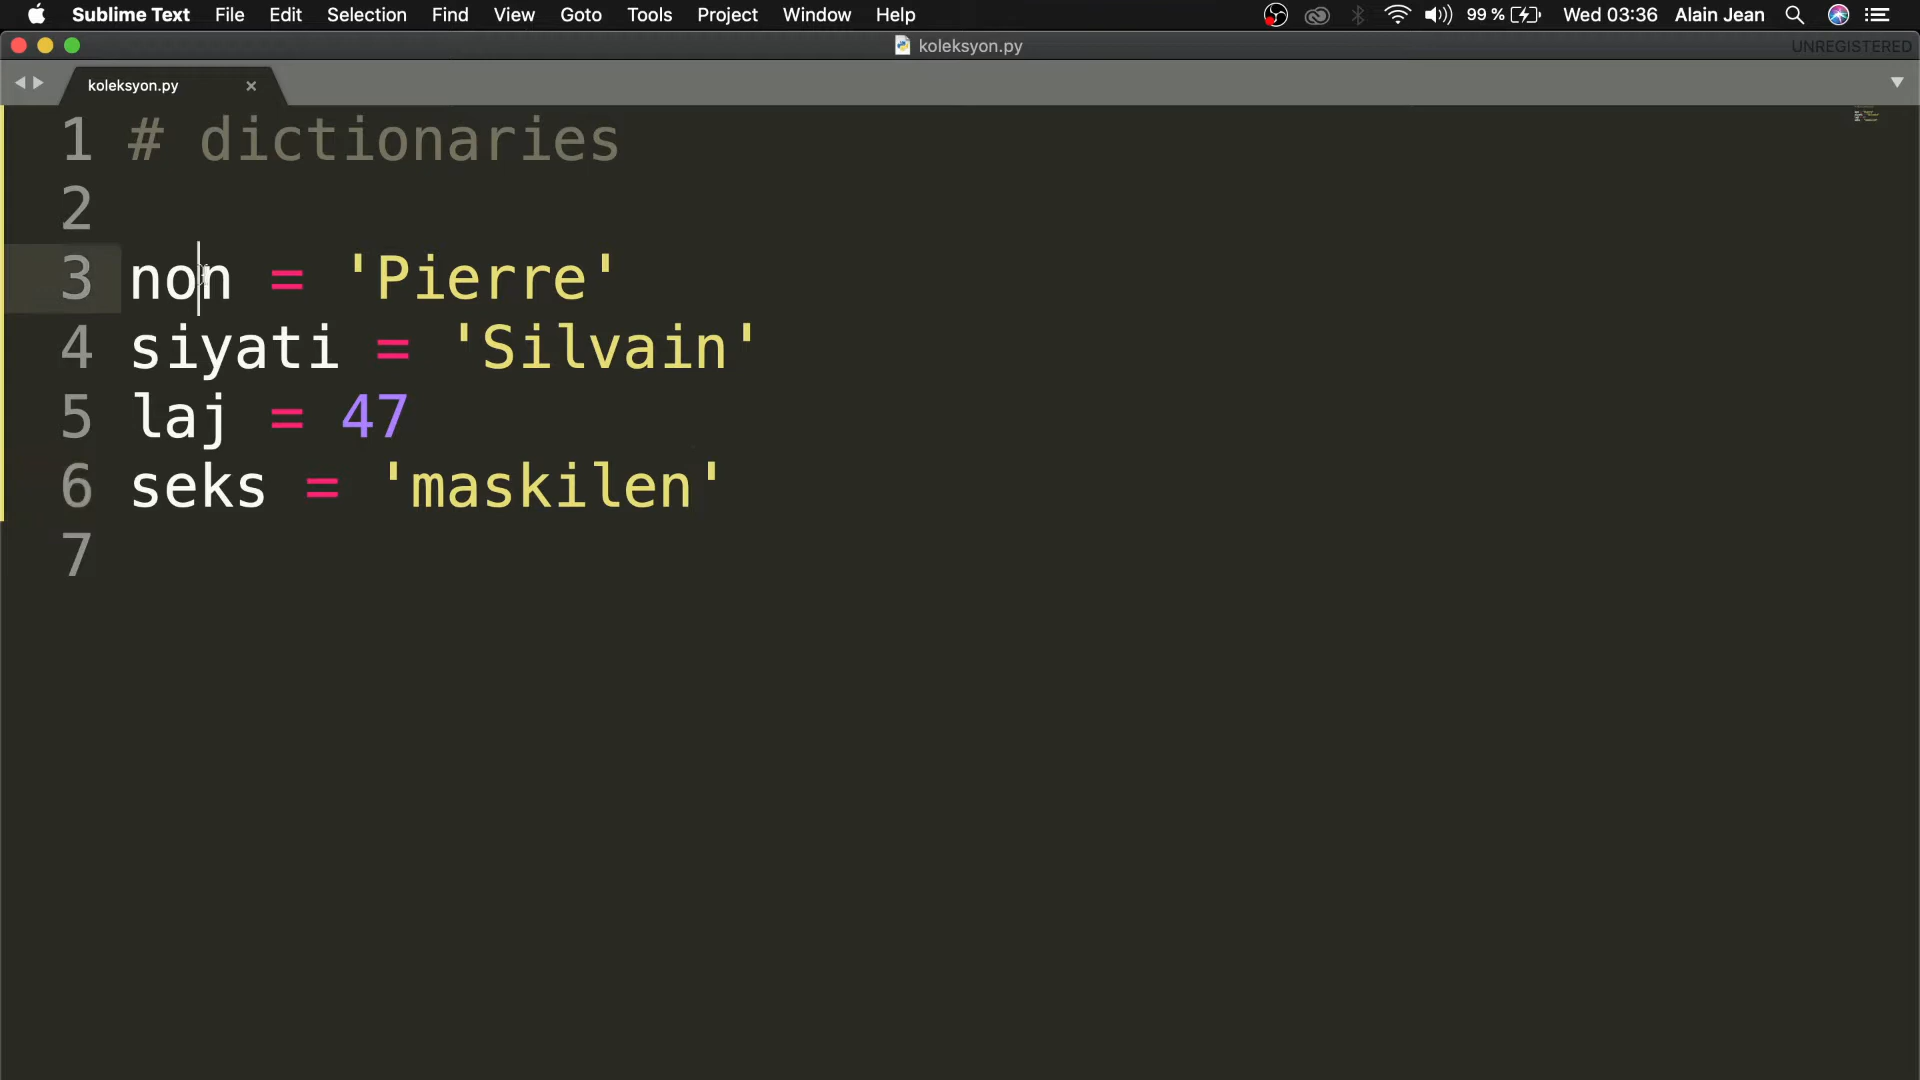 Sublime Text File Edit Selection Find View Goto Tools Project Window Help 99 % Wed 03:36 Alain Jean
koleksyon.py UNREGISTERED
koleksyon.py ×
1 # dictionaries
2
3 non = 'Pierre'
4 siyati = 'Silvain'
5 laj = 47
6 seks = 'maskilen'
7